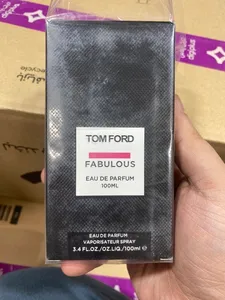 TOM FORD
FABULOUS
EAU DE PARFUM
100ML
EAU DE PARFUM
VAPORISATEUR SPRAY
3.4 FL.OZ./OZ.LIQ./100ml ℮